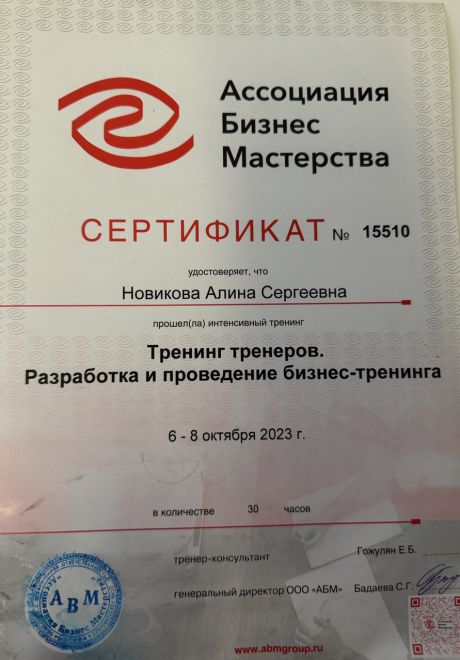 Ассоциация
Бизнес
Мастерства
СЕРТИФИКАТ № 15510
удостоверяет, что
Новикова Алина Сергеевна
прошел(ла) интенсивный тренинг
Тренинг тренеров.
Разработка и проведение бизнес-тренинга
6 - 8 октября 2023 г.
в количестве 30 часов
тренер-консультант Гожулян Е.Б.
генеральный директор ООО «АБМ» Бадаева С.Г.
АВМ
www.abmgroup.ru